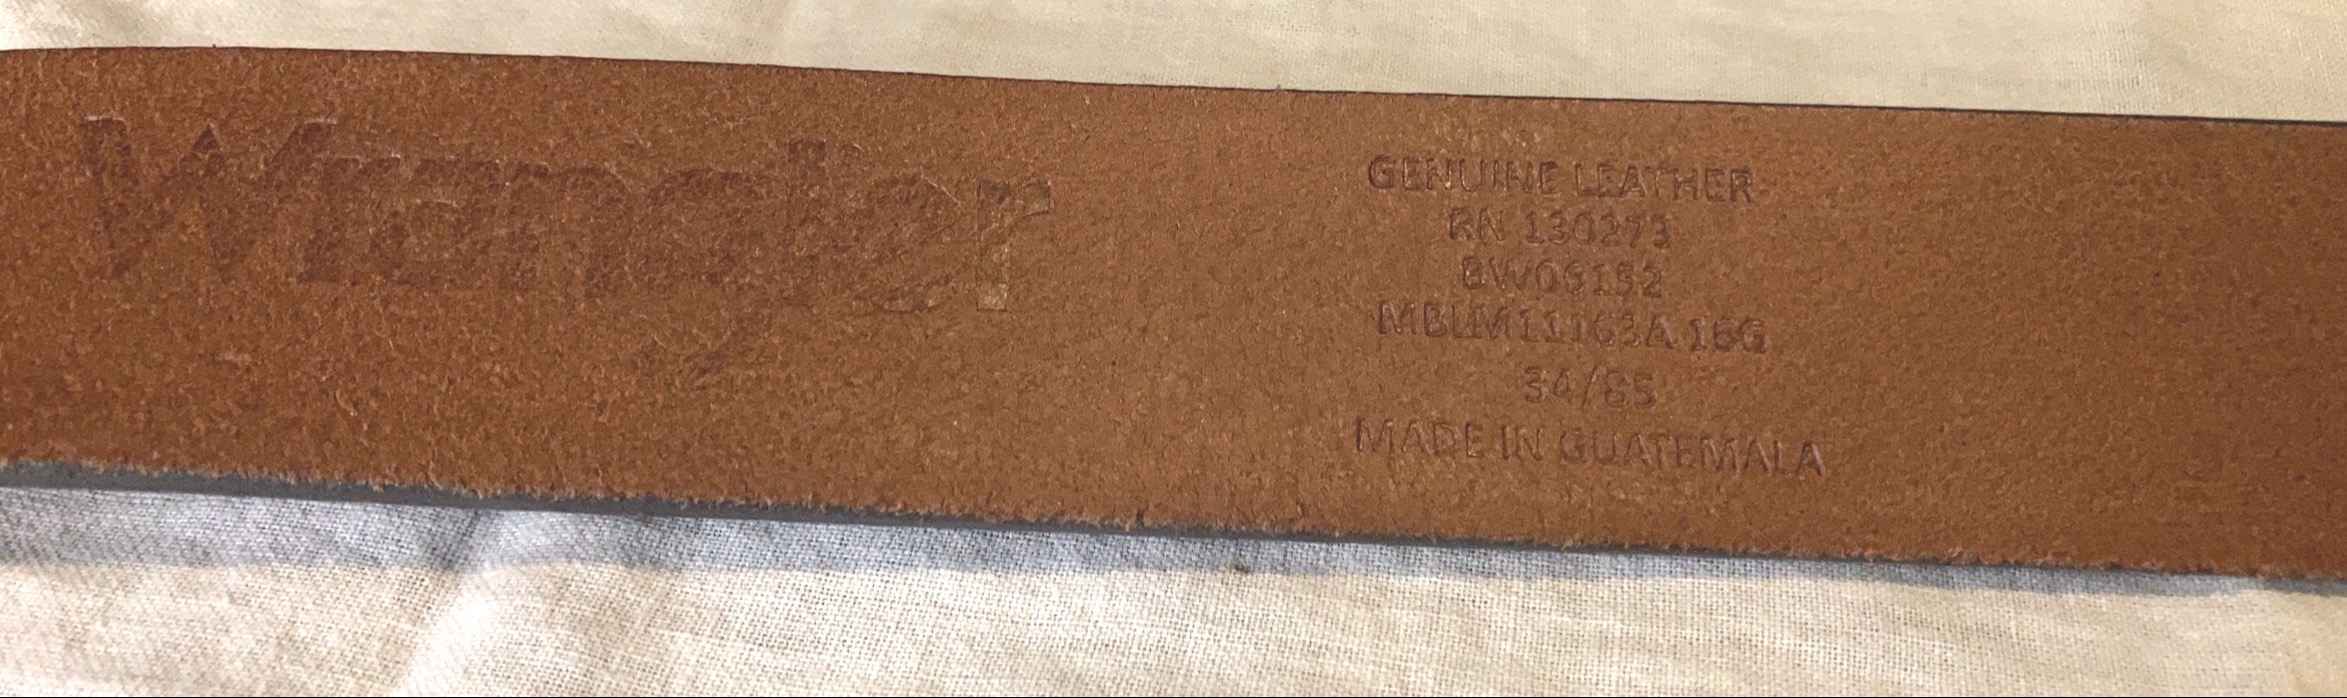 Wrangler
GENUINE LEATHER
RN 130273
BW06152
MBLM11163A 16G
34/85
MADE IN GUATEMALA